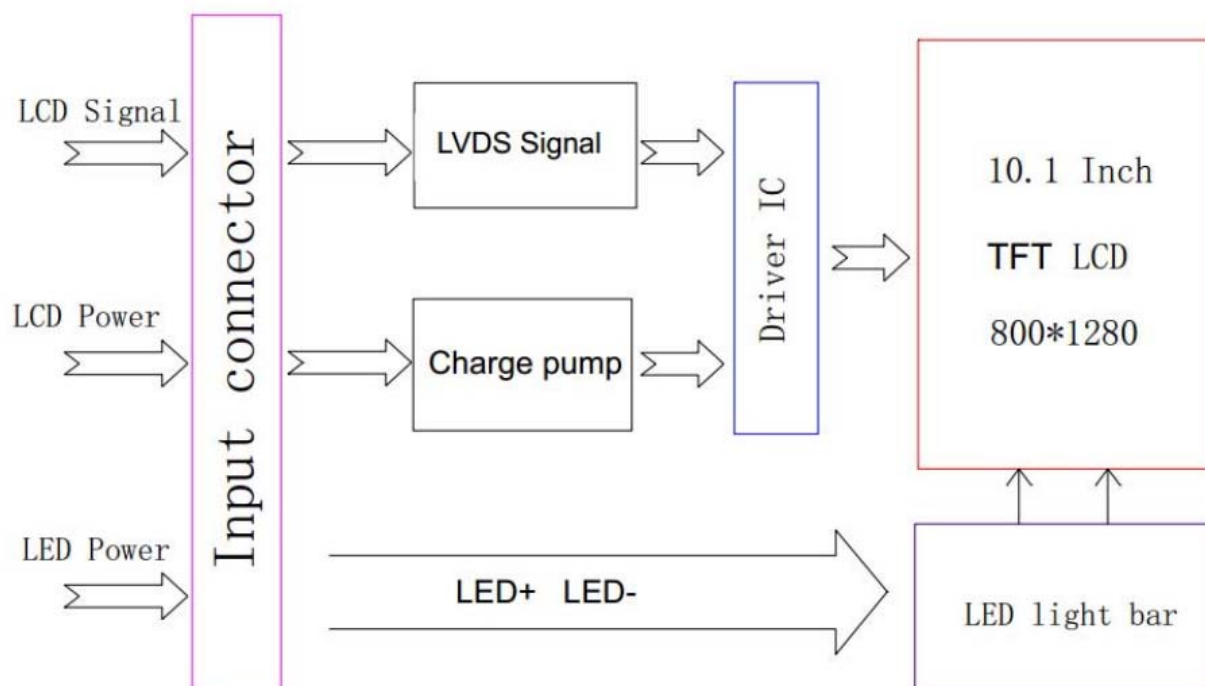 LCD Signal
LCD Power
LED Power
Input connector
LVDS Signal
Charge pump
LED+ LED-
Driver IC
10.1 Inch
TFT LCD
800*1280
LED light bar